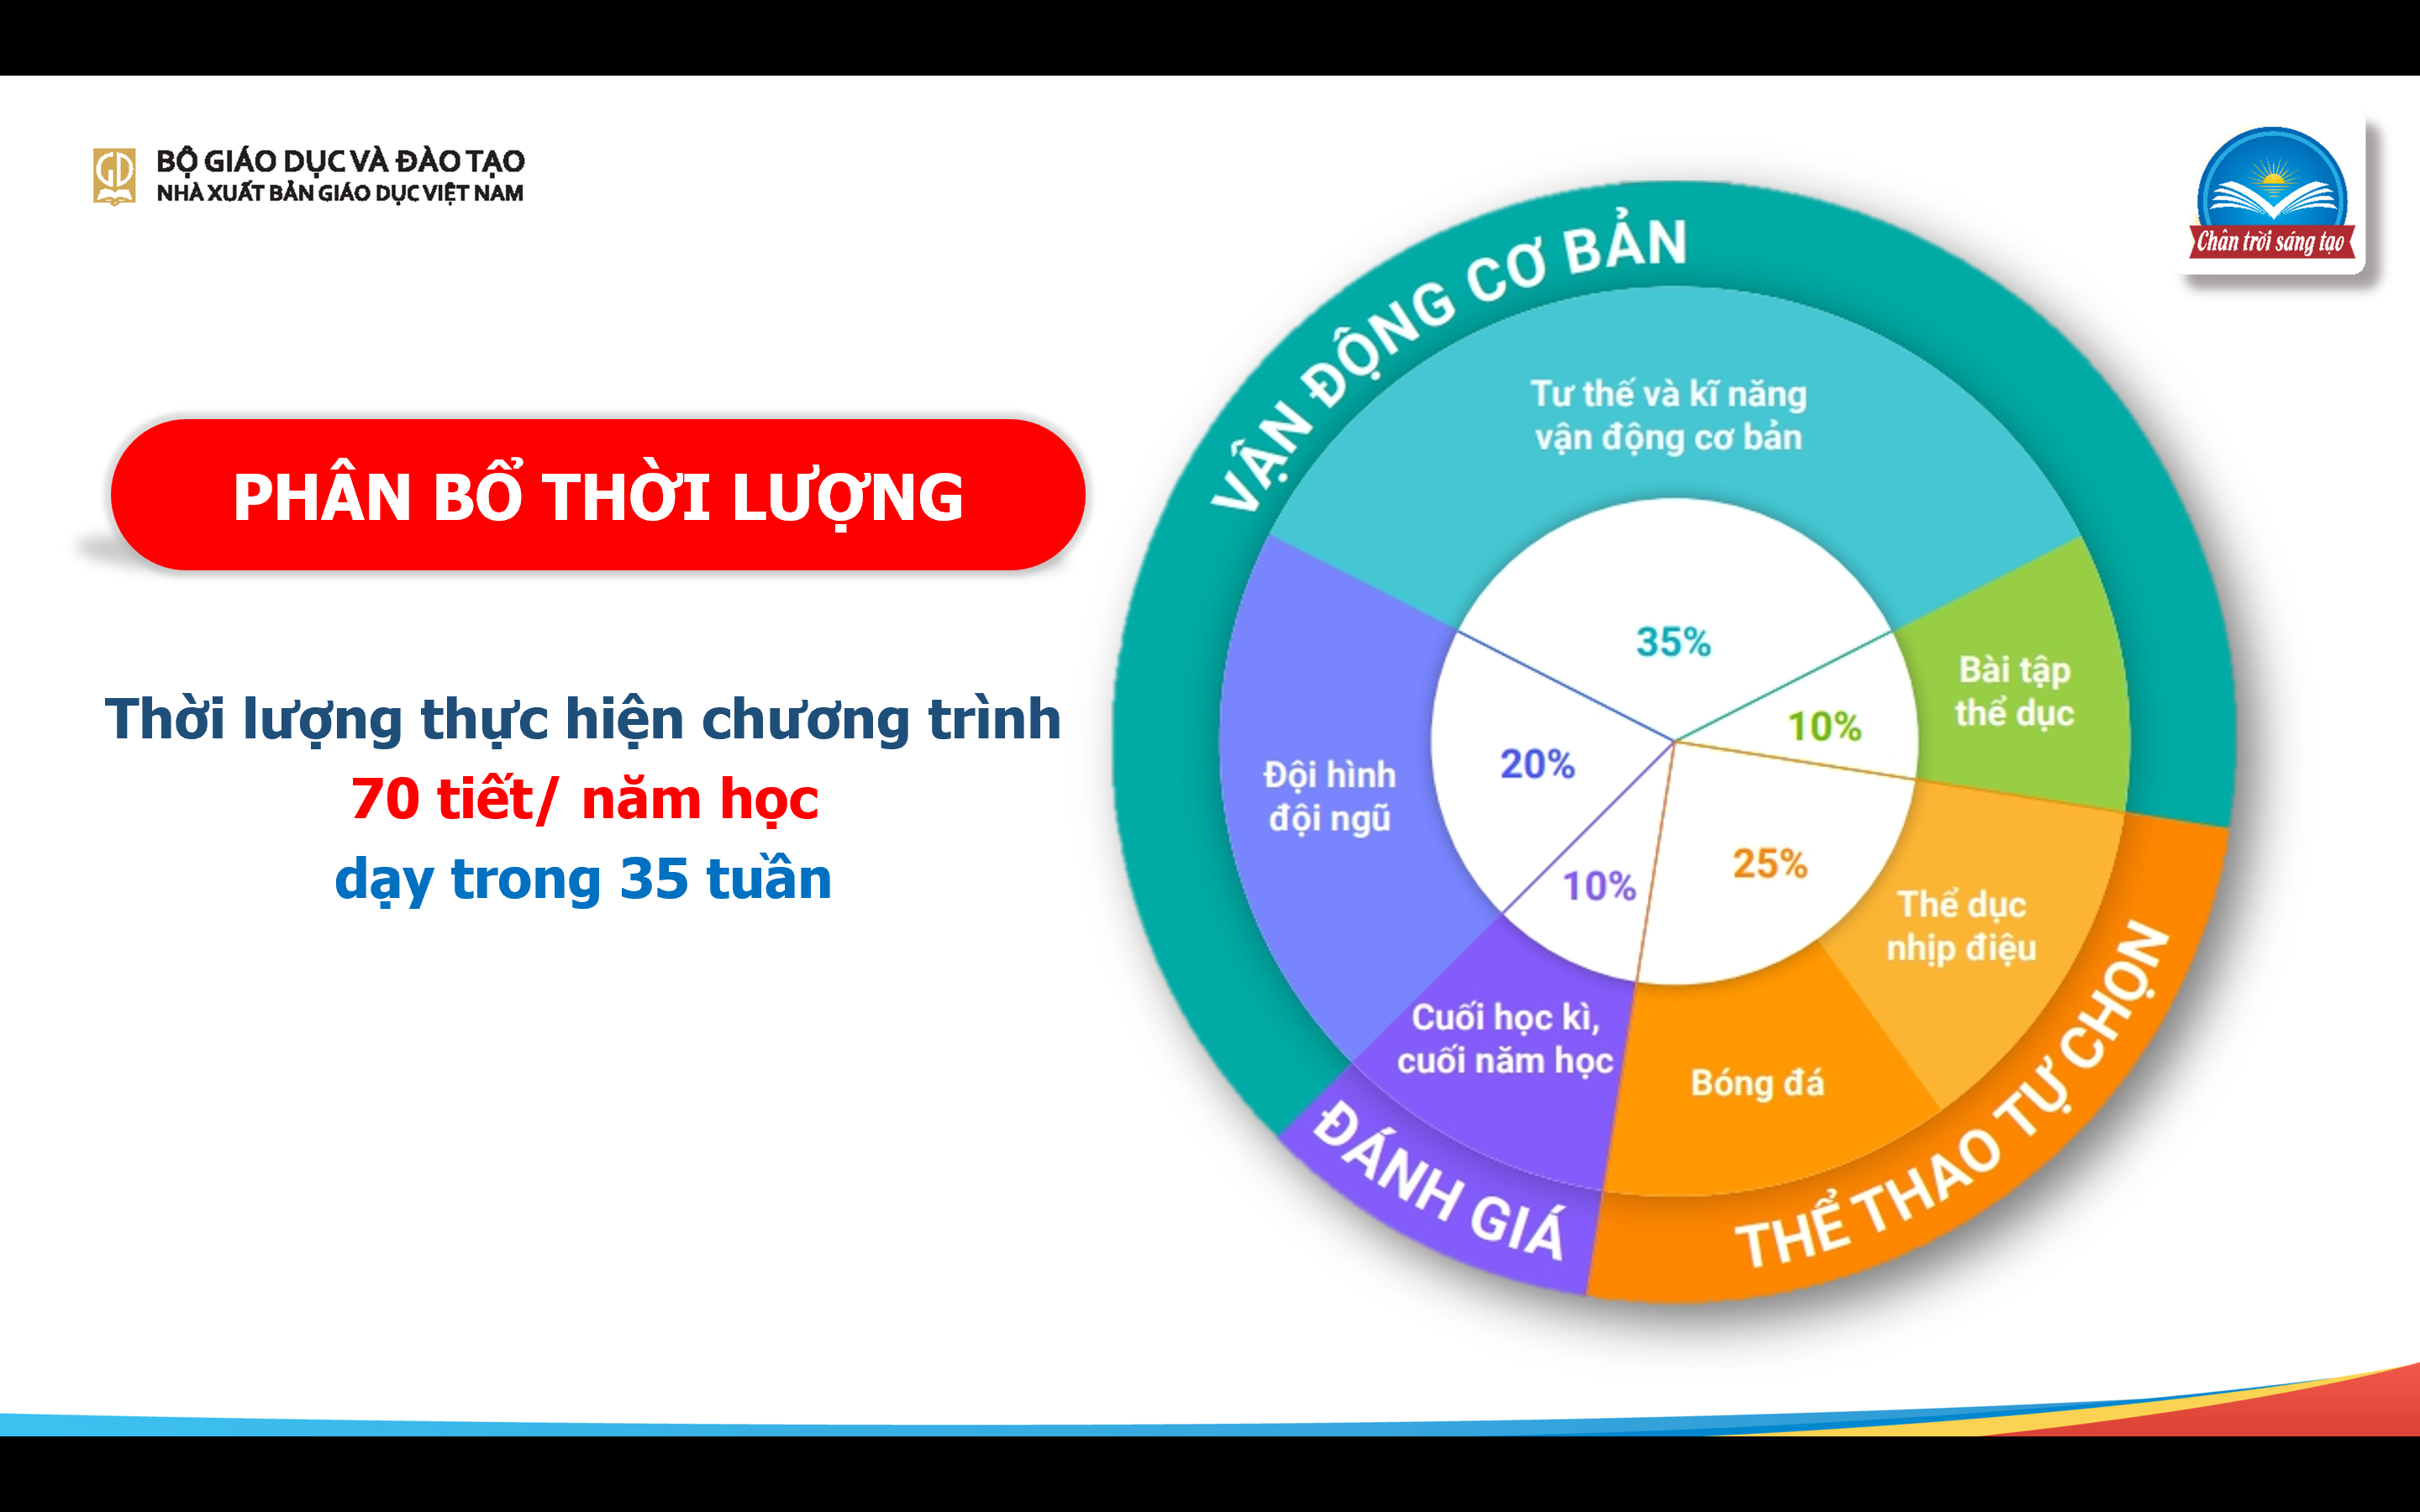 BỘ GIÁO DỤC VÀ ĐÀO TẠO
NHÀ XUẤT BẢN GIÁO DỤC VIỆT NAM
Chân trời sáng tạo
PHÂN BỔ THỜI LƯỢNG
Thời lượng thực hiện chương trình
70 tiết/ năm học
dạy trong 35 tuần
VẬN ĐỘNG CƠ BẢN
Tư thế và kĩ năng
vận động cơ bản
35%
Bài tập
thể dục
10%
Đội hình
đội ngũ
20%
10%
25%
Thể dục
nhịp điệu
Cuối học kì,
cuối năm học
Bóng đá
ĐÁNH GIÁ
THỂ THAO TỰ CHỌN